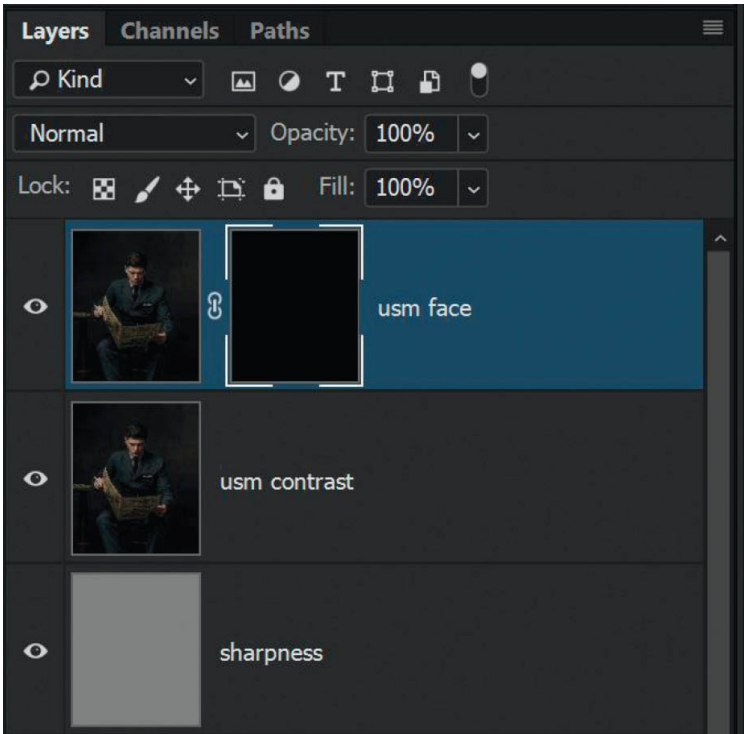 Layers Channels Paths
Kind
Normal Opacity: 100%
Lock: Fill: 100%
usm face
usm contrast
sharpness